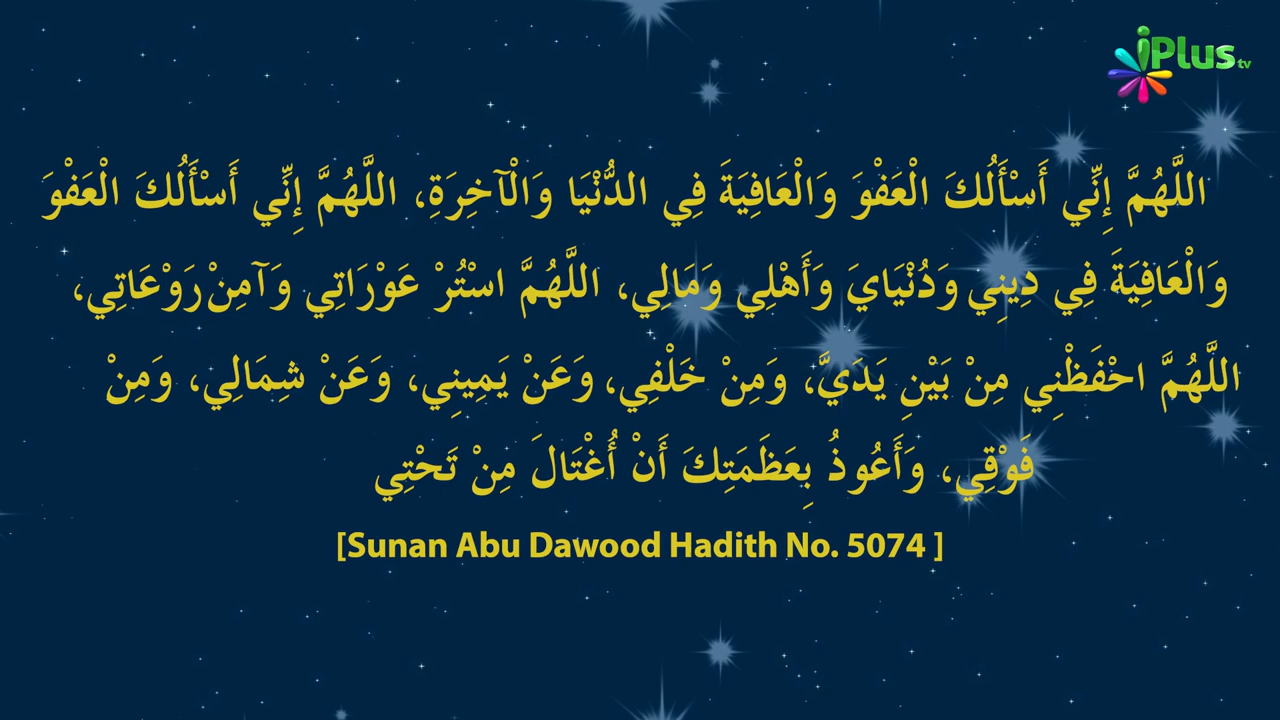 iPlus tv
اللَّهُمَّ إِنِّي أَسْأَلُكَ الْعَفْوَ وَالْعَافِيَةَ فِي الدُّنْيَا وَالْآخِرَةِ، اللَّهُمَّ إِنِّي أَسْأَلُكَ الْعَفْوَ
وَالْعَافِيَةَ فِي دِينِي وَدُنْيَايَ وَأَهْلِي وَمَالِي، اللَّهُمَّ اسْتُرْ عَوْرَاتِي وَآمِنْ رَوْعَاتِي،
اللَّهُمَّ احْفَظْنِي مِنْ بَيْنِ يَدَيَّ، وَمِنْ خَلْفِي، وَعَنْ يَمِينِي، وَعَنْ شِمَالِي، وَمِنْ
فَوْقِي، وَأَعُوذُ بِعَظَمَتِكَ أَنْ أُغْتَالَ مِنْ تَحْتِي
[Sunan Abu Dawood Hadith No. 5074 ]